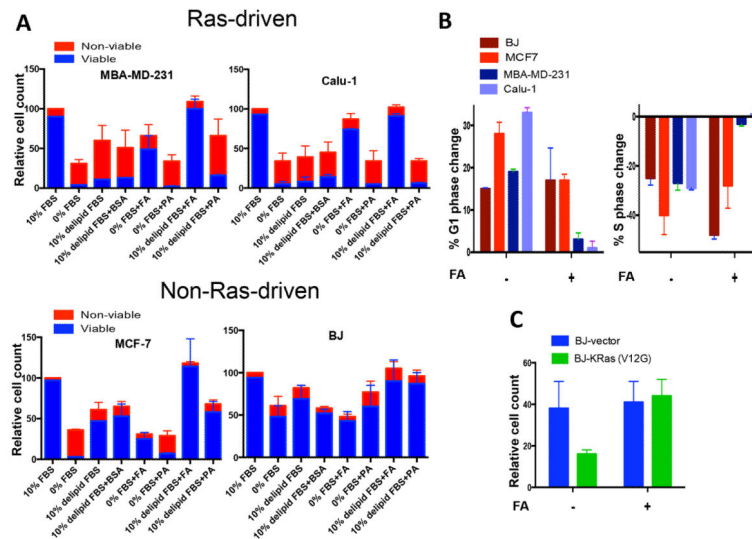 A
Ras-driven
Non-viable
Viable
MBA-MD-231
Calu-1
Relative cell count
150
100
50
0
150
100
50
0
10% FBS
0% FBS
10% delipid FBS
10% delipid FBS+BSA
0% FBS+FA
0% FBS+PA
10% delipid FBS+FA
10% delipid FBS+PA
10% FBS
0% FBS
10% delipid FBS
10% delipid FBS+BSA
0% FBS+FA
0% FBS+PA
10% delipid FBS+FA
10% delipid FBS+PA
Non-Ras-driven
Non-viable
Viable
MCF-7
BJ
Relative cell count
150
100
50
0
150
100
50
0
10% FBS
0% FBS
10% delipid FBS
10% delipid FBS+BSA
0% FBS+FA
0% FBS+PA
10% delipid FBS+FA
10% delipid FBS+PA
10% FBS
0% FBS
10% delipid FBS
10% delipid FBS+BSA
0% FBS+FA
0% FBS+PA
10% delipid FBS+FA
10% delipid FBS+PA
B
BJ
MCF7
MBA-MD-231
Calu-1
% G1 phase change
40
30
20
10
0
FA
-
+
% S phase change
0
-20
-40
FA
-
+
C
BJ-vector
BJ-KRas (V12G)
Relative cell count
60
40
20
0
FA
-
+